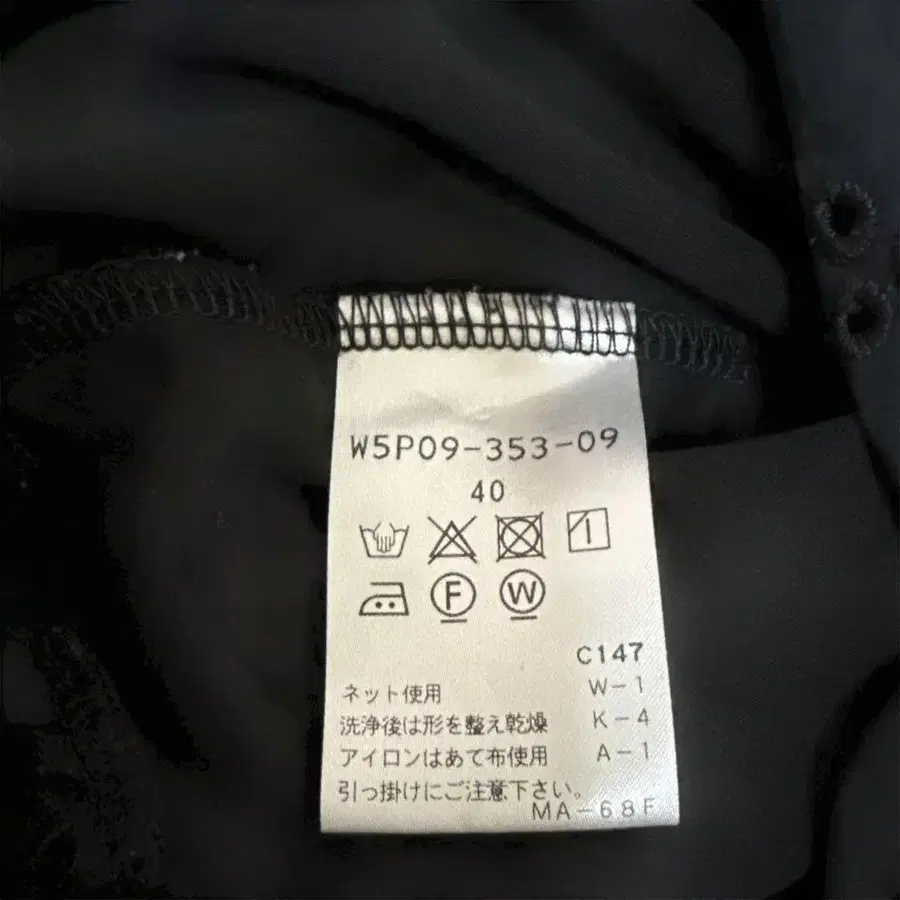 W5P09-353-09
40
F W
C147
ネット使用 W-1
洗浄後は形を整え乾燥 K-4
アイロンはあて布使用 A-1
引っ掛けにご注意下さい。
MA-68F